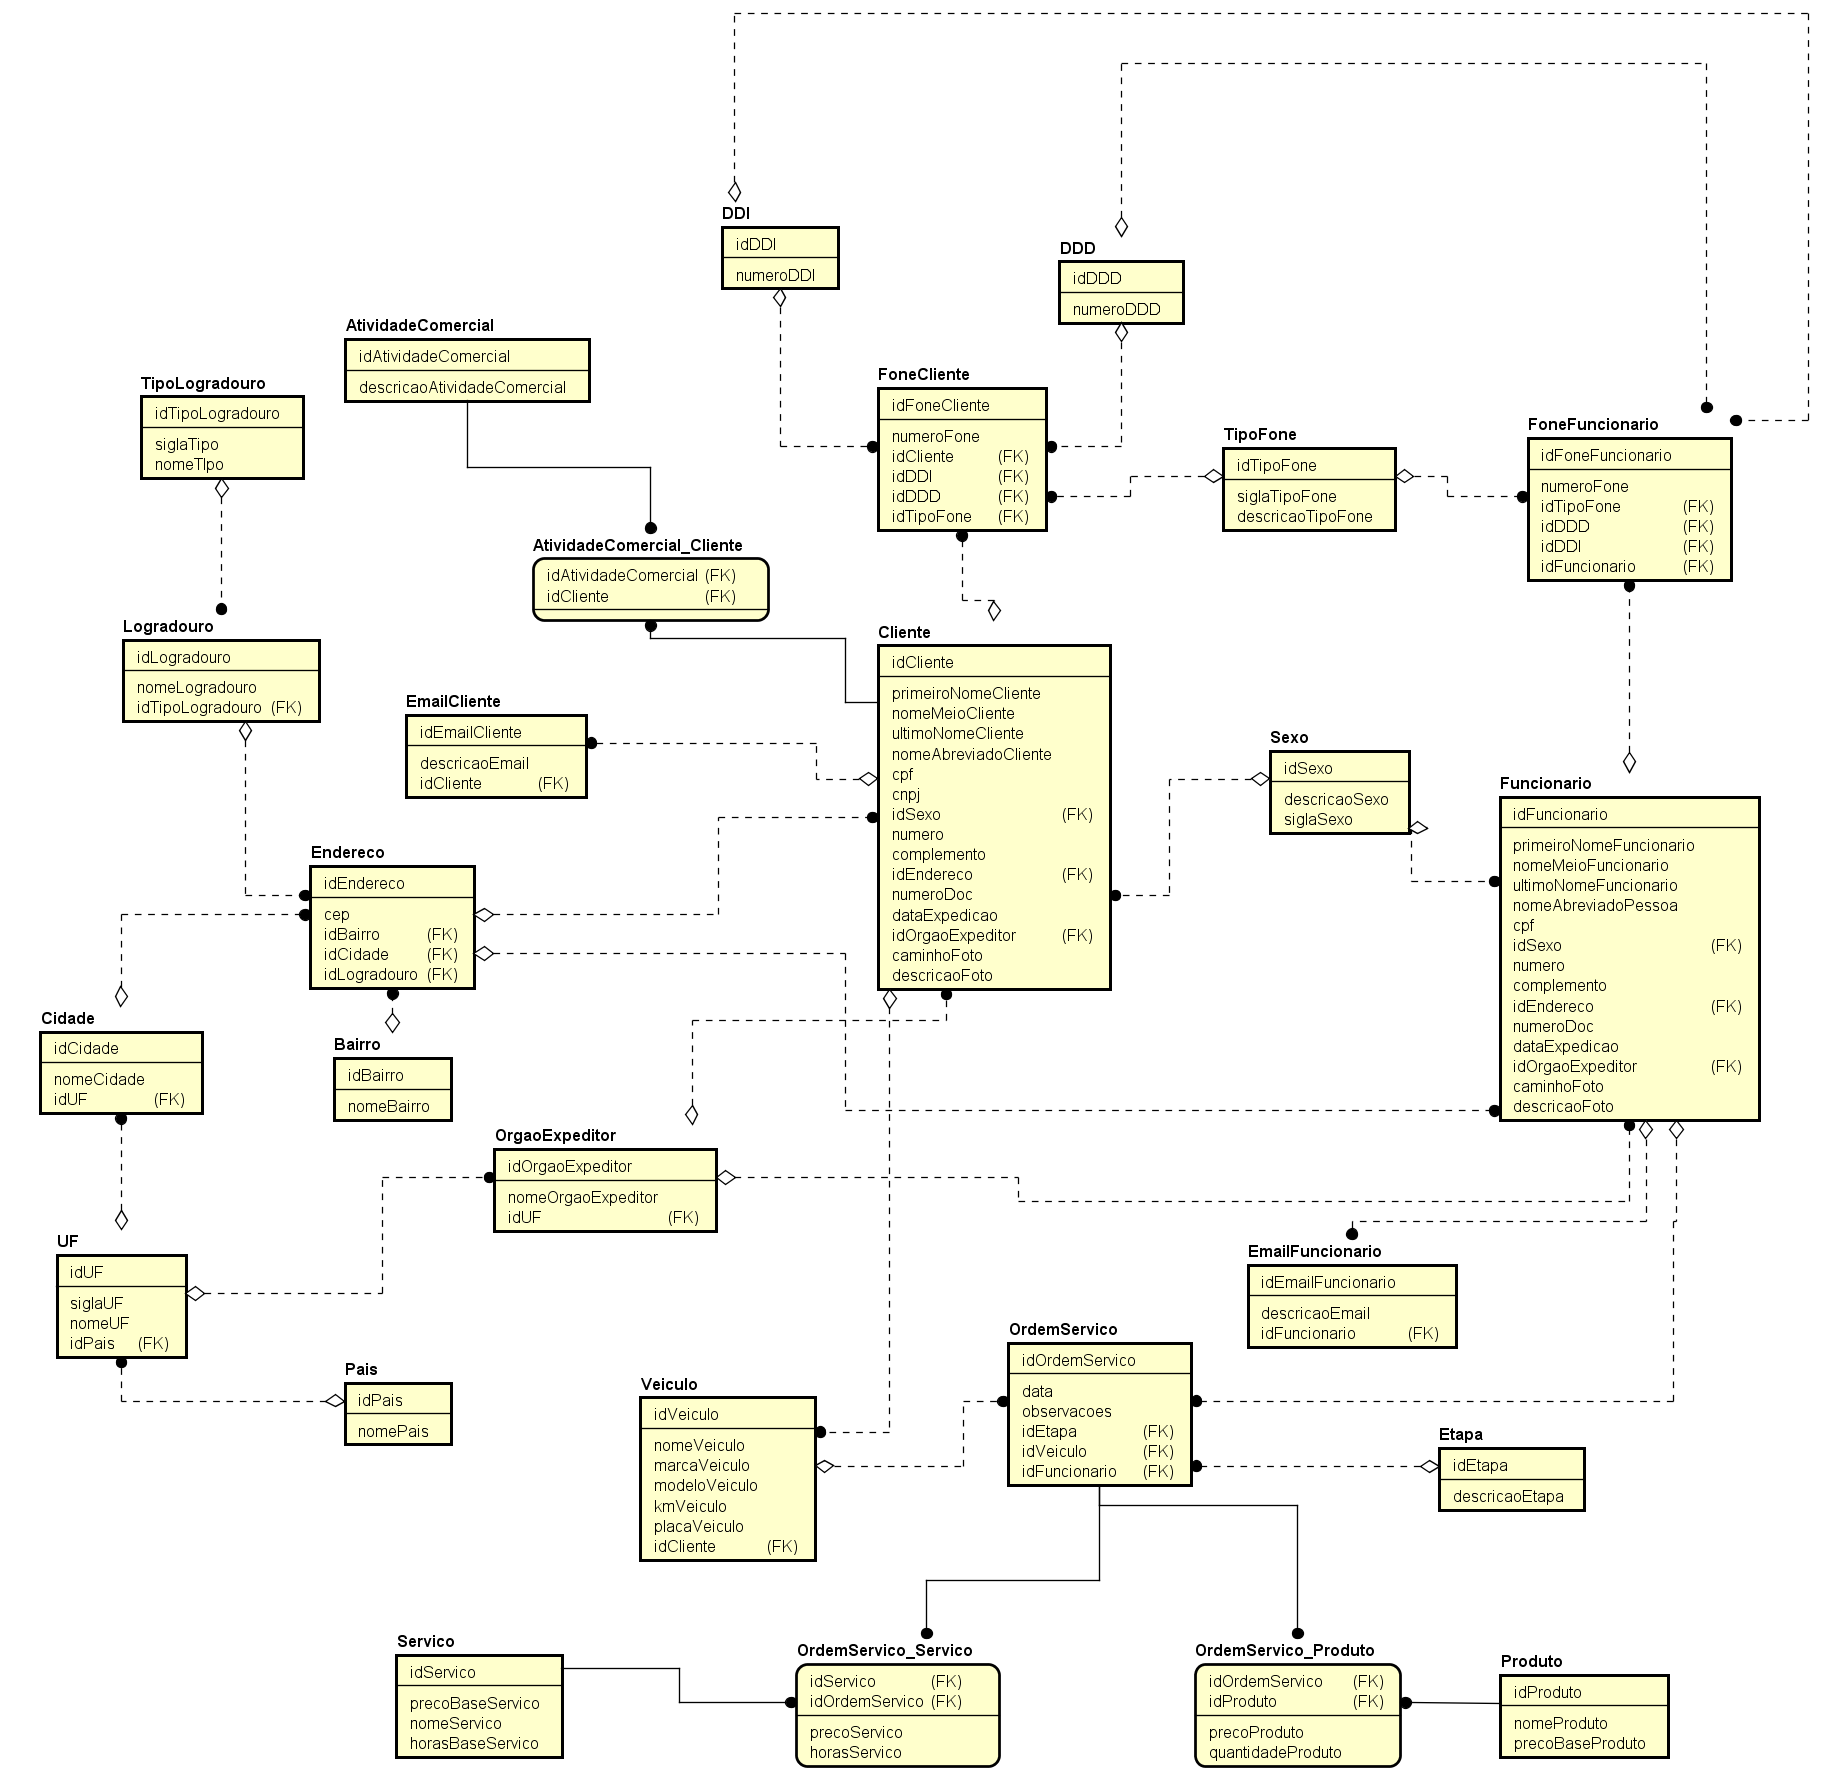 DDI
idDDI
numeroDDI
DDD
idDDD
numeroDDD
AtividadeComercial
idAtividadeComercial
descricaoAtividadeComercial
TipoLogradouro
idTipoLogradouro
siglaTipo
nomeTIpo
FoneCliente
idFoneCliente
numeroFone
idCliente (FK)
idDDI (FK)
idDDD (FK)
idTipoFone (FK)
TipoFone
idTipoFone
siglaTipoFone
descricaoTipoFone
FoneFuncionario
idFoneFuncionario
numeroFone
idTipoFone (FK)
idDDD (FK)
idDDI (FK)
idFuncionario (FK)
AtividadeComercial_Cliente
idAtividadeComercial (FK)
idCliente (FK)
Logradouro
idLogradouro
nomeLogradouro
idTipoLogradouro (FK)
Cliente
idCliente
primeiroNomeCliente
nomeMeioCliente
ultimoNomeCliente
nomeAbreviadoCliente
cpf
cnpj
idSexo (FK)
numero
complemento
idEndereco (FK)
numeroDoc
dataExpedicao
idOrgaoExpeditor (FK)
caminhoFoto
descricaoFoto
EmailCliente
idEmailCliente
descricaoEmail
idCliente (FK)
Sexo
idSexo
descricaoSexo
siglaSexo
Funcionario
idFuncionario
primeiroNomeFuncionario
nomeMeioFuncionario
ultimoNomeFuncionario
nomeAbreviadoPessoa
cpf
idSexo (FK)
numero
complemento
idEndereco (FK)
numeroDoc
dataExpedicao
idOrgaoExpeditor (FK)
caminhoFoto
descricaoFoto
Endereco
idEndereco
cep
idBairro (FK)
idCidade (FK)
idLogradouro (FK)
Cidade
idCidade
nomeCidade
idUF (FK)
Bairro
idBairro
nomeBairro
OrgaoExpeditor
idOrgaoExpeditor
nomeOrgaoExpeditor
idUF (FK)
UF
idUF
siglaUF
nomeUF
idPais (FK)
EmailFuncionario
idEmailFuncionario
descricaoEmail
idFuncionario (FK)
Pais
idPais
nomePais
OrdemServico
idOrdemServico
data
observacoes
idEtapa (FK)
idVeiculo (FK)
idFuncionario (FK)
Veiculo
idVeiculo
nomeVeiculo
marcaVeiculo
modeloVeiculo
kmVeiculo
placaVeiculo
idCliente (FK)
Etapa
idEtapa
descricaoEtapa
Servico
idServico
precoBaseServico
nomeServico
horasBaseServico
OrdemServico_Servico
idServico (FK)
idOrdemServico (FK)
precoServico
horasServico
OrdemServico_Produto
idOrdemServico (FK)
idProduto (FK)
precoProduto
quantidadeProduto
Produto
idProduto
nomeProduto
precoBaseProduto